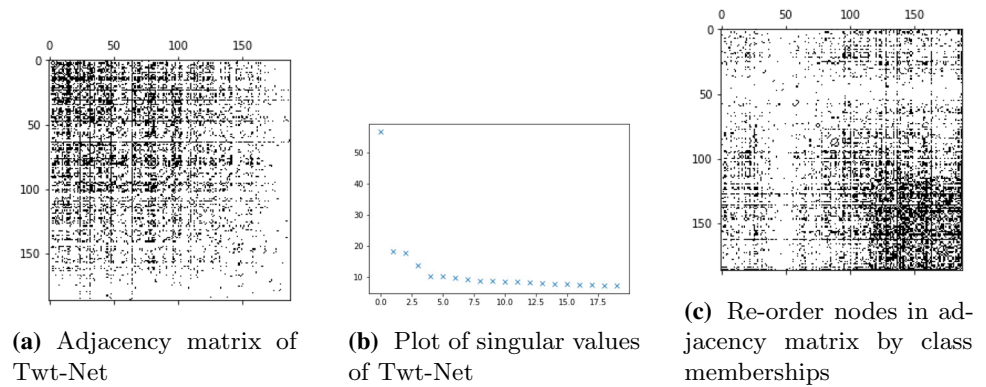 0 50 100 150
0
50
100
150
(a) Adjacency matrix of
Twt-Net
50
40
30
20
10
0.0 2.5 5.0 7.5 10.0 12.5 15.0 17.5
(b) Plot of singular values
of Twt-Net
0 50 100 150
0
50
100
150
(c) Re-order nodes in ad-
jacency matrix by class
memberships